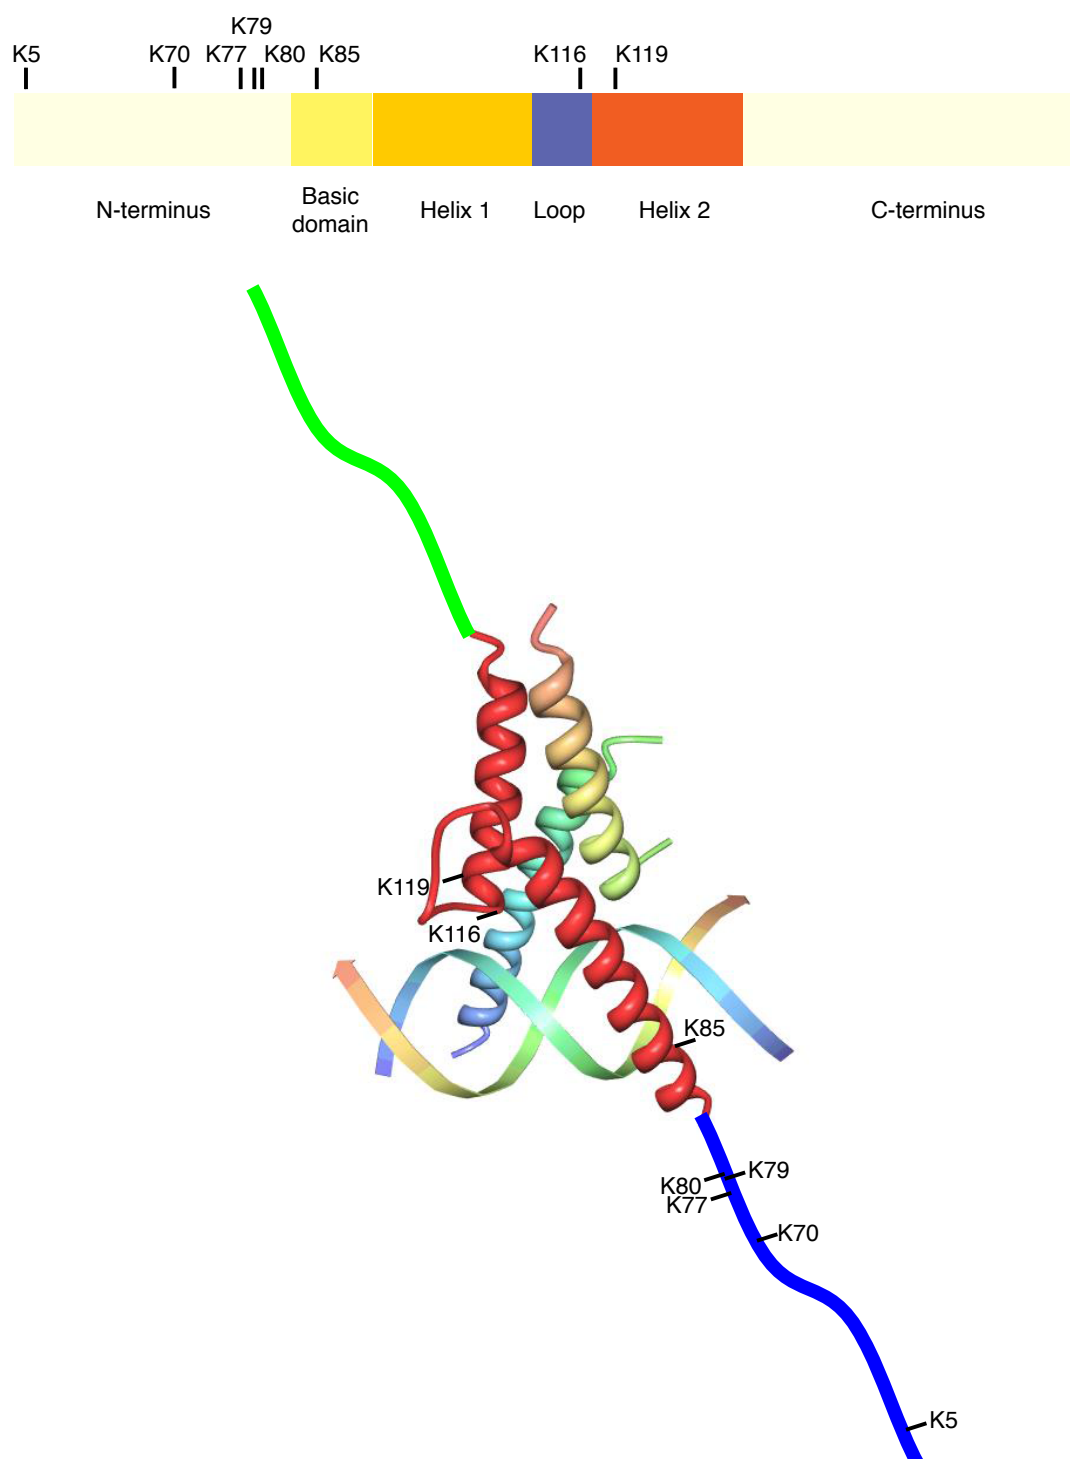 K79
K5 K70 K77 K80 K85 K116 K119
N-terminus
Basic
domain
Helix 1
Loop
Helix 2
C-terminus
K119
K116
K85
K79
K80
K77
K70
K5